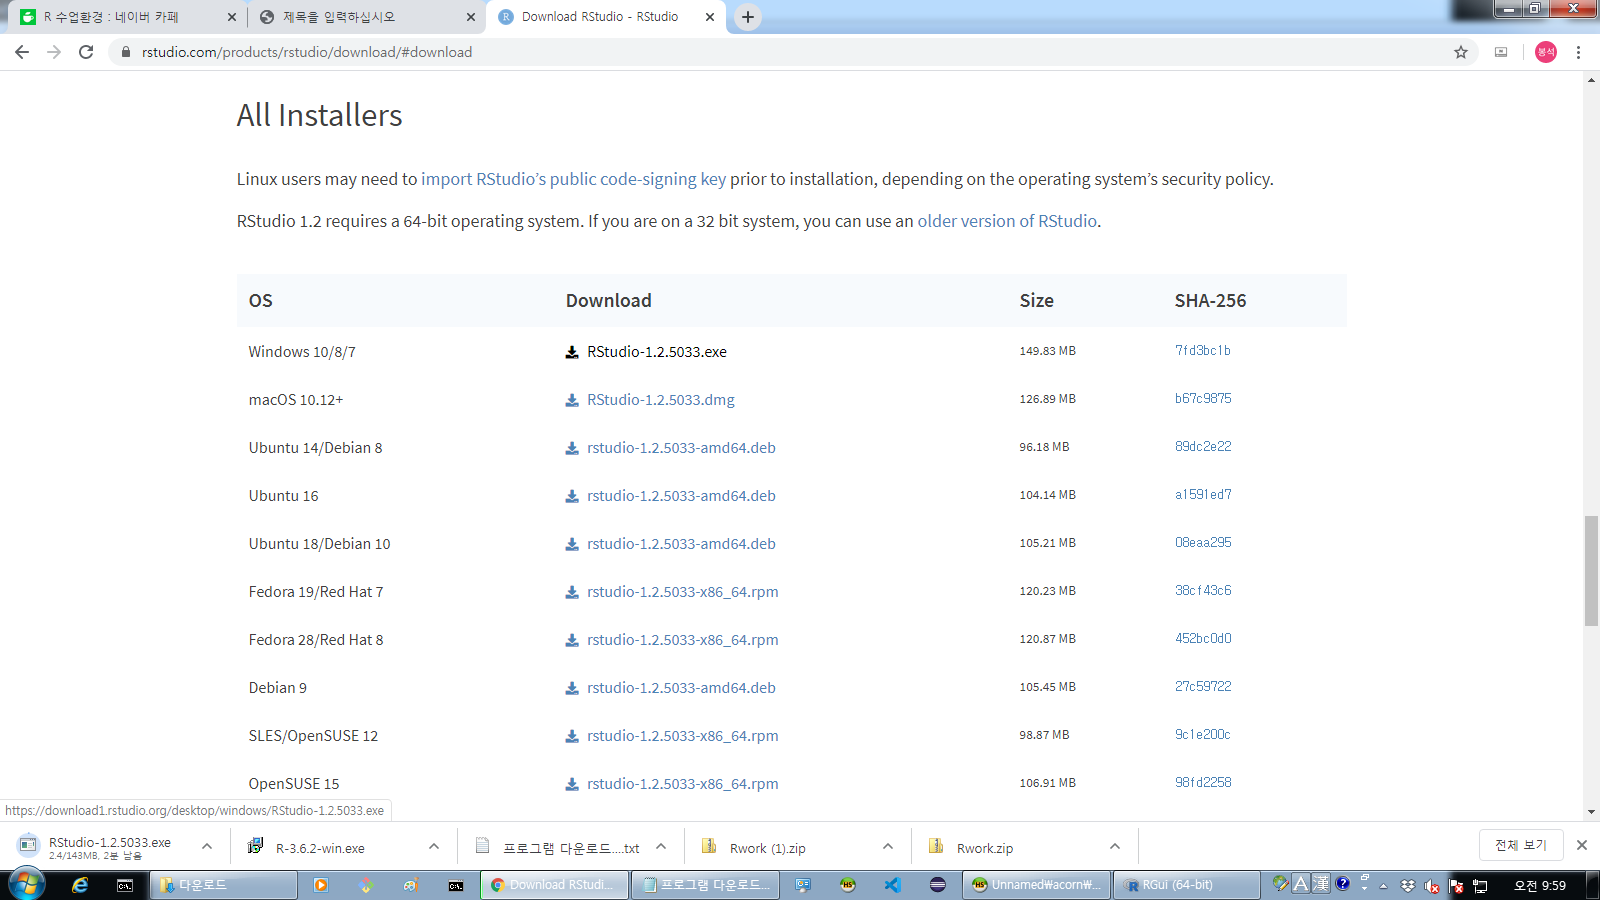 R 수업환경 : 네이버 카페
제목을 입력하십시오
Download RStudio - RStudio
rstudio.com/products/rstudio/download/#download
봉석
All Installers
Linux users may need to import RStudio’s public code-signing key prior to installation, depending on the operating system’s security policy.
RStudio 1.2 requires a 64-bit operating system. If you are on a 32 bit system, you can use an older version of RStudio.
OS Download Size SHA-256
Windows 10/8/7 RStudio-1.2.5033.exe 149.83 MB 7fd3bc1b
macOS 10.12+ RStudio-1.2.5033.dmg 126.89 MB b67c9875
Ubuntu 14/Debian 8 rstudio-1.2.5033-amd64.deb 96.18 MB 89dc2e22
Ubuntu 16 rstudio-1.2.5033-amd64.deb 104.14 MB a1591ed7
Ubuntu 18/Debian 10 rstudio-1.2.5033-amd64.deb 105.21 MB 08eaa295
Fedora 19/Red Hat 7 rstudio-1.2.5033-x86_64.rpm 120.23 MB 38cf43c6
Fedora 28/Red Hat 8 rstudio-1.2.5033-x86_64.rpm 120.87 MB 452bc0d0
Debian 9 rstudio-1.2.5033-amd64.deb 105.45 MB 27c59722
SLES/OpenSUSE 12 rstudio-1.2.5033-x86_64.rpm 98.87 MB 9c1e200c
OpenSUSE 15 rstudio-1.2.5033-x86_64.rpm 106.91 MB 98fd2258
https://download1.rstudio.org/desktop/windows/RStudio-1.2.5033.exe
RStudio-1.2.5033.exe
2.4/143MB, 2분 남음
R-3.6.2-win.exe
프로그램 다운로드....txt
Rwork (1).zip
Rwork.zip
전체 보기
다운로드
Download RStudi...
프로그램 다운로드...
Unnamed₩acorn₩...
RGui (64-bit)
A 漢
오전 9:59